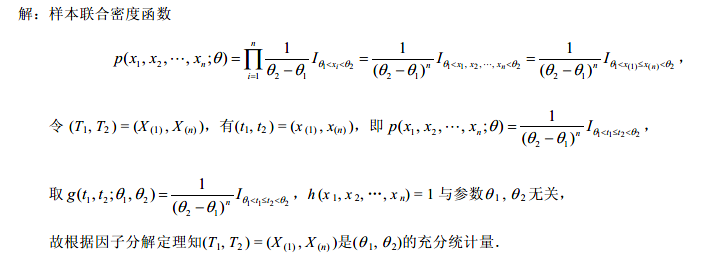 解：样本联合密度函数
p(x₁, x₂, ⋯, xₙ; θ) = ∏ᵢ₌₁ⁿ 1/(θ₂ − θ₁) I_{θ₁<xᵢ<θ₂} = 1/(θ₂ − θ₁)ⁿ I_{θ₁<x₁, x₂, ⋯, xₙ<θ₂} = 1/(θ₂ − θ₁)ⁿ I_{θ₁<x₍₁₎≤x₍ₙ₎<θ₂}，
令 (T₁, T₂) = (X₍₁₎, X₍ₙ₎)，有(t₁, t₂) = (x₍₁₎, x₍ₙ₎)，即 p(x₁, x₂, ⋯, xₙ; θ) = 1/(θ₂ − θ₁)ⁿ I_{θ₁<t₁≤t₂<θ₂}，
取 g(t₁, t₂; θ₁, θ₂) = 1/(θ₂ − θ₁)ⁿ I_{θ₁<t₁≤t₂<θ₂}，h (x₁, x₂, …, xₙ) = 1 与参数θ₁, θ₂ 无关，
故根据因子分解定理知(T₁, T₂) = (X₍₁₎, X₍ₙ₎)是(θ₁, θ₂)的充分统计量．